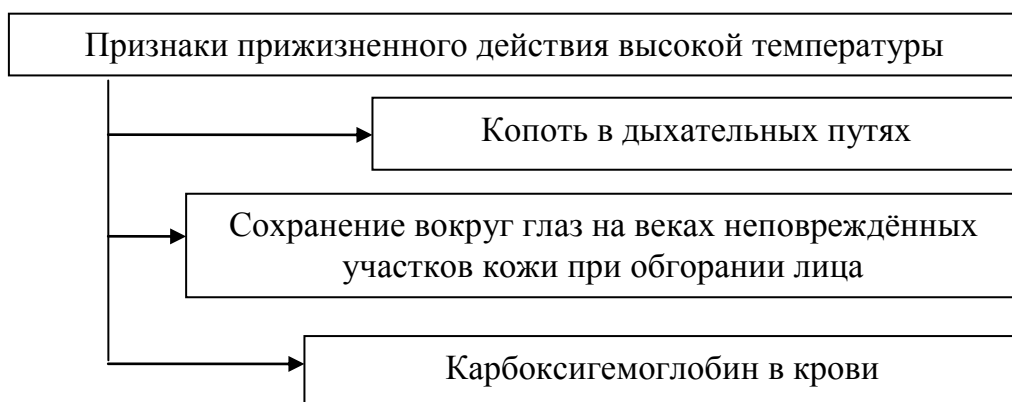 Признаки прижизненного действия высокой температуры
Копоть в дыхательных путях
Сохранение вокруг глаз на веках неповреждённых
участков кожи при обгорании лица
Карбоксигемоглобин в крови